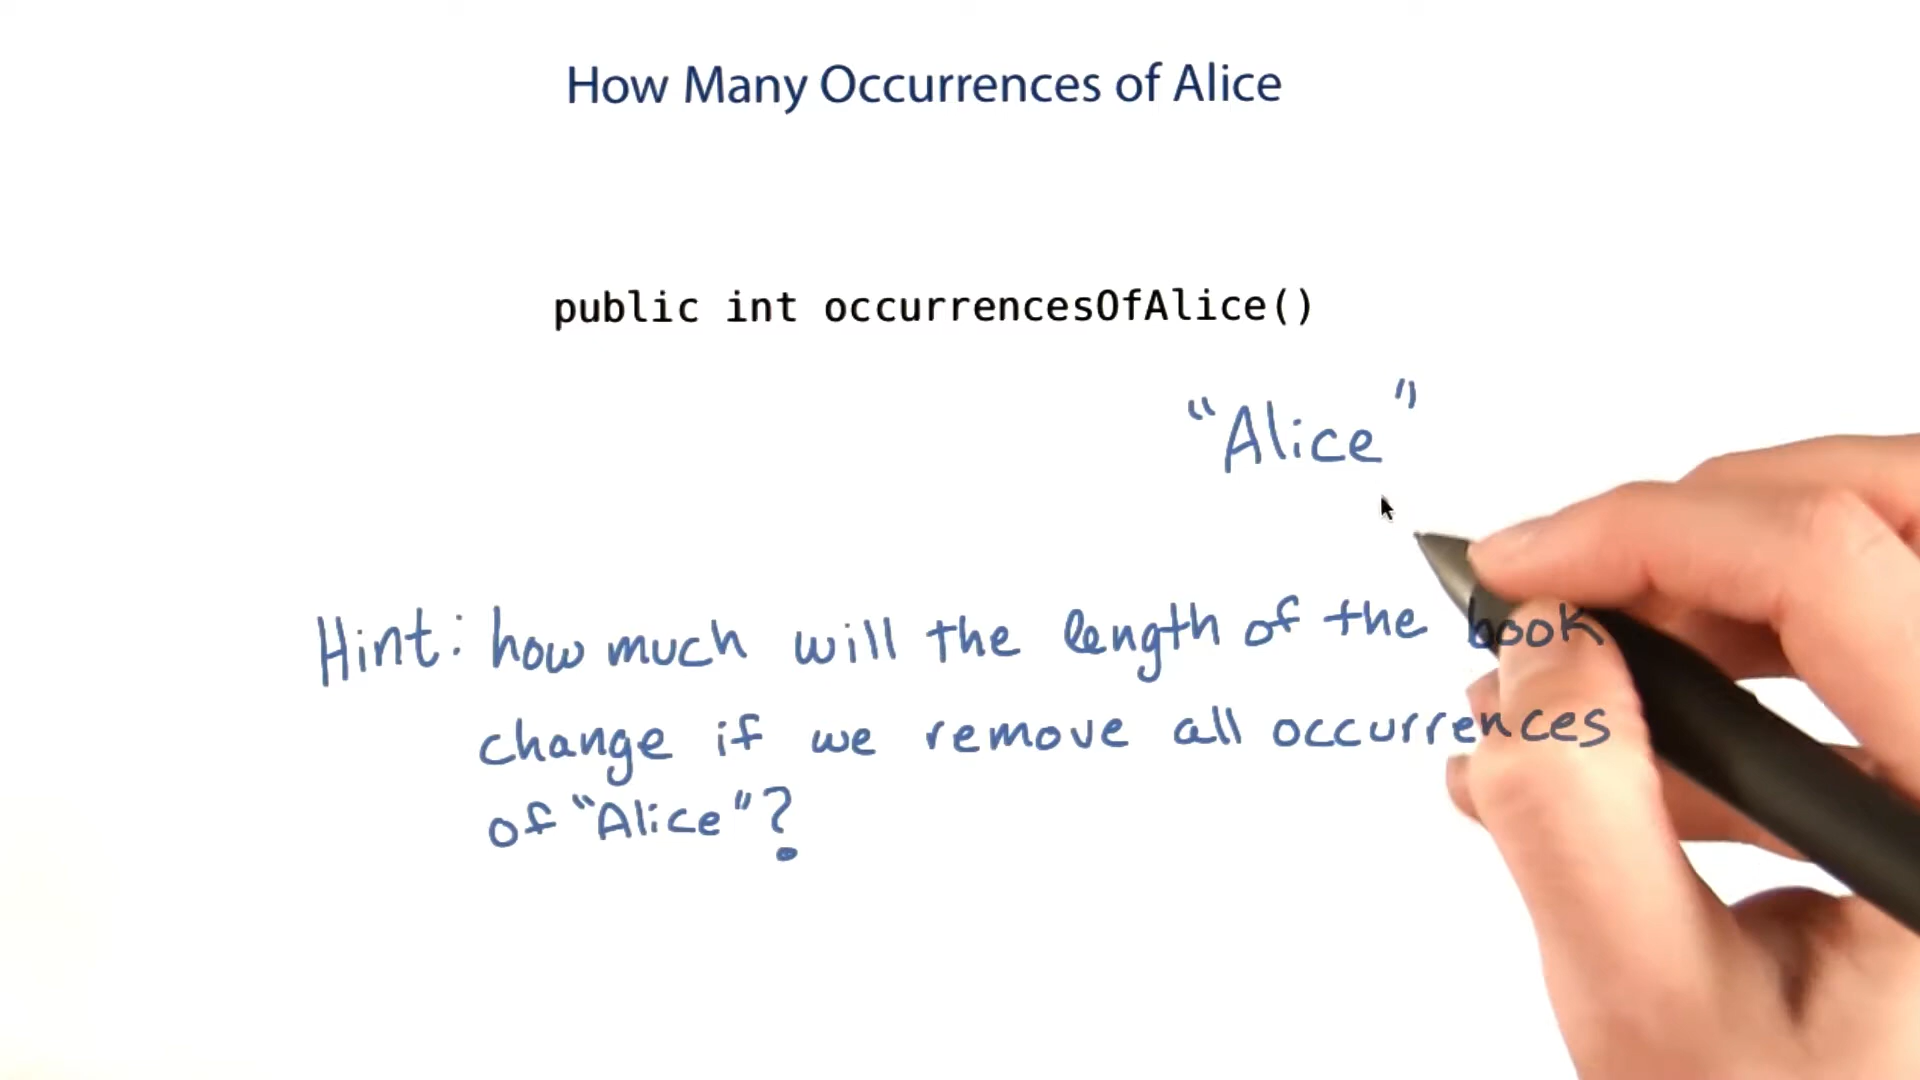 How Many Occurrences of Alice
public int occurrencesOfAlice()
"Alice"
Hint: how much will the length of the book
change if we remove all occurrences
of "Alice"?